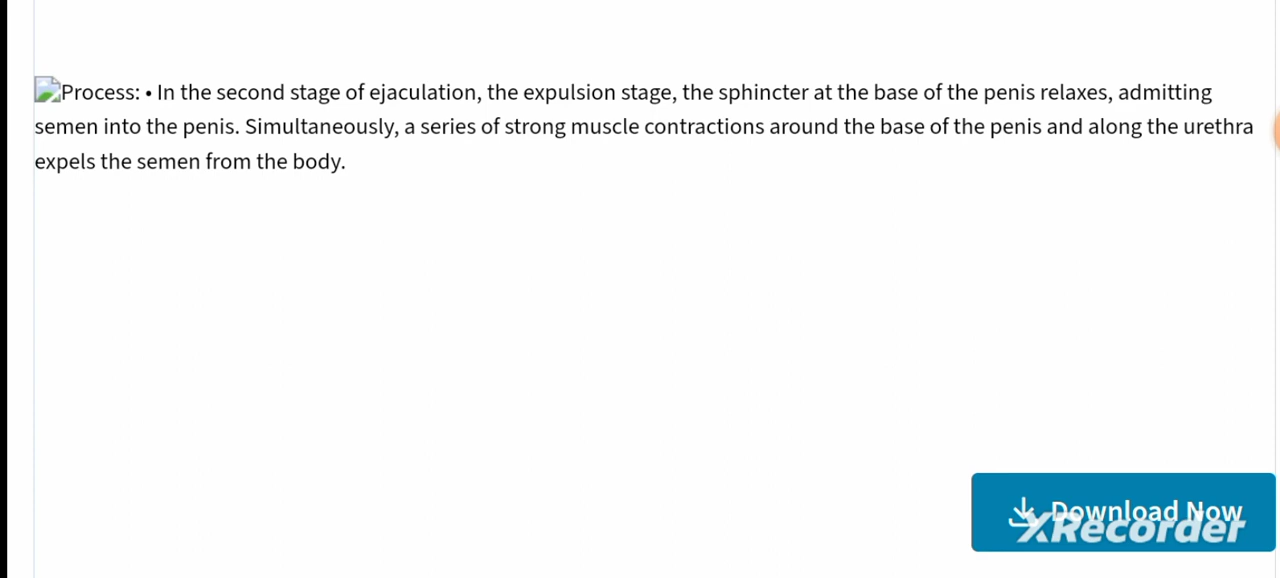 Process: • In the second stage of ejaculation, the expulsion stage, the sphincter at the base of the penis relaxes, admitting
semen into the penis. Simultaneously, a series of strong muscle contractions around the base of the penis and along the urethra
expels the semen from the body.
Download Now
XRecorder